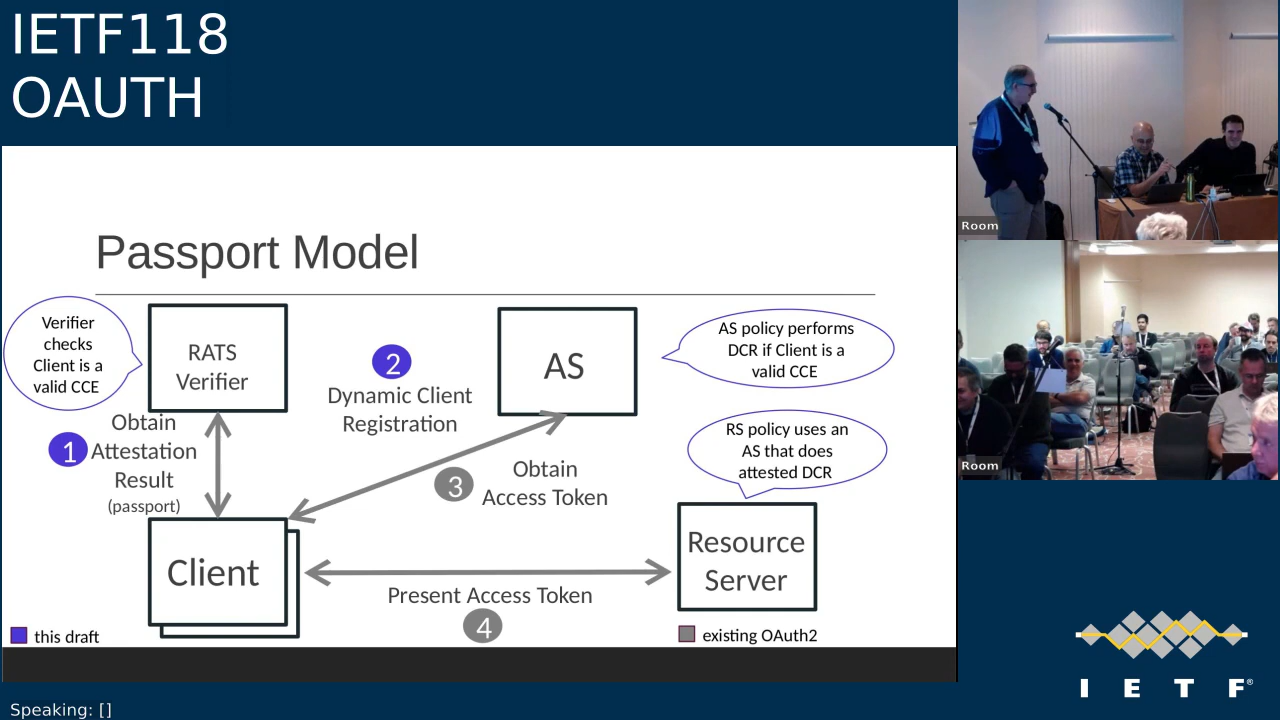 IETF118
OAUTH
Passport Model
Verifier
checks
Client is a
valid CCE
RATS
Verifier
2
Dynamic Client
Registration
AS
AS policy performs
DCR if Client is a
valid CCE
RS policy uses an
AS that does
attested DCR
1
Obtain
Attestation
Result
(passport)
3
Obtain
Access Token
Client
Resource
Server
Present Access Token
4
this draft
existing OAuth2
Room
Room
I E T F®
Speaking: []